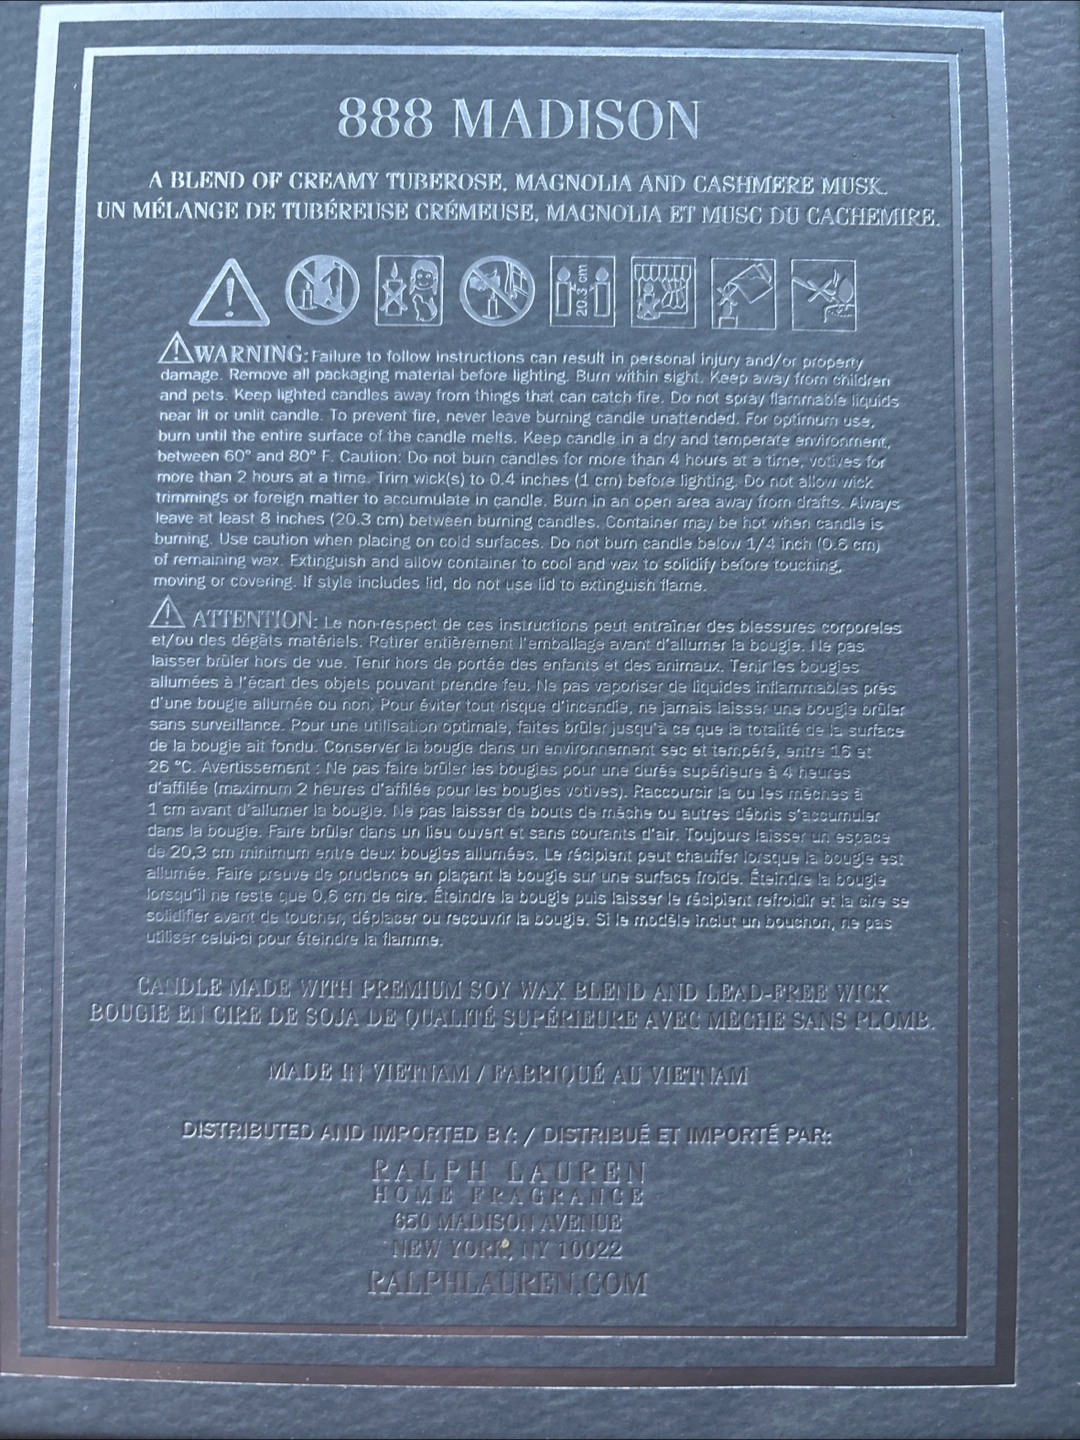 888 MADISON
A BLEND OF CREAMY TUBEROSE, MAGNOLIA AND CASHMERE MUSK.
UN MÉLANGE DE TUBÉREUSE CRÉMEUSE, MAGNOLIA ET MUSC DU CACHEMIRE.
20.3 cm
WARNING: Failure to follow instructions can result in personal injury and/or property
damage. Remove all packaging material before lighting. Burn within sight. Keep away from children
and pets. Keep lighted candles away from things that can catch fire. Do not spray flammable liquids
near lit or unlit candle. To prevent fire, never leave burning candle unattended. For optimum use,
burn until the entire surface of the candle melts. Keep candle in a dry and temperate environment,
between 60° and 80° F. Caution: Do not burn candles for more than 4 hours at a time, votives for
more than 2 hours at a time. Trim wick(s) to 0.4 inches (1 cm) before lighting. Do not allow wick
trimmings or foreign matter to accumulate in candle. Burn in an open area away from drafts. Always
leave at least 8 inches (20.3 cm) between burning candles. Container may be hot when candle is
burning. Use caution when placing on cold surfaces. Do not burn candle below 1/4 inch (0.6 cm)
of remaining wax. Extinguish and allow container to cool and wax to solidify before touching,
moving or covering. If style includes lid, do not use lid to extinguish flame.
ATTENTION: Le non-respect de ces instructions peut entraîner des blessures corporeles
et/ou des dégâts matériels. Retirer entièrement l'emballage avant d'allumer la bougie. Ne pas
laisser brûler hors de vue. Tenir hors de portée des enfants et des animaux. Tenir les bougies
allumées à l'écart des objets pouvant prendre feu. Ne pas vaporiser de liquides inflammables près
d'une bougie allumée ou non. Pour éviter tout risque d'incendie, ne jamais laisser une bougie brûler
sans surveillance. Pour une utilisation optimale, faites brûler jusqu'à ce que la totalité de la surface
de la bougie ait fondu. Conserver la bougie dans un environnement sec et tempéré, entre 16 et
26 °C. Avertissement : Ne pas faire brûler les bougies pour une durée supérieure à 4 heures
d'affilée (maximum 2 heures d'affilée pour les bougies votives). Raccourcir la ou les mèches à
1 cm avant d'allumer la bougie. Ne pas laisser de bouts de mèche ou autres débris s'accumuler
dans la bougie. Faire brûler dans un lieu ouvert et sans courants d'air. Toujours laisser un espace
de 20,3 cm minimum entre deux bougies allumées. Le récipient peut chauffer lorsque la bougie est
allumée. Faire preuve de prudence en plaçant la bougie sur une surface froide. Éteindre la bougie
lorsqu'il ne reste que 0,6 cm de cire. Éteindre la bougie puis laisser le récipient refroidir et la cire se
solidifier avant de toucher, déplacer ou recouvrir la bougie. Si le modèle inclut un bouchon, ne pas
utiliser celui-ci pour éteindre la flamme.
CANDLE MADE WITH PREMIUM SOY WAX BLEND AND LEAD-FREE WICK
BOUGIE EN CIRE DE SOJA DE QUALITÉ SUPÉRIEURE AVEC MECHE SANS PLOMB.
MADE IN VIETNAM / FABRIQUÉ AU VIETNAM
DISTRIBUTED AND IMPORTED BY: / DISTRIBUÉ ET IMPORTÉ PAR:
RALPH LAUREN
HOME FRAGRANCE
650 MADISON AVENUE
NEW YORK, NY 10022
RALPHLAUREN.COM